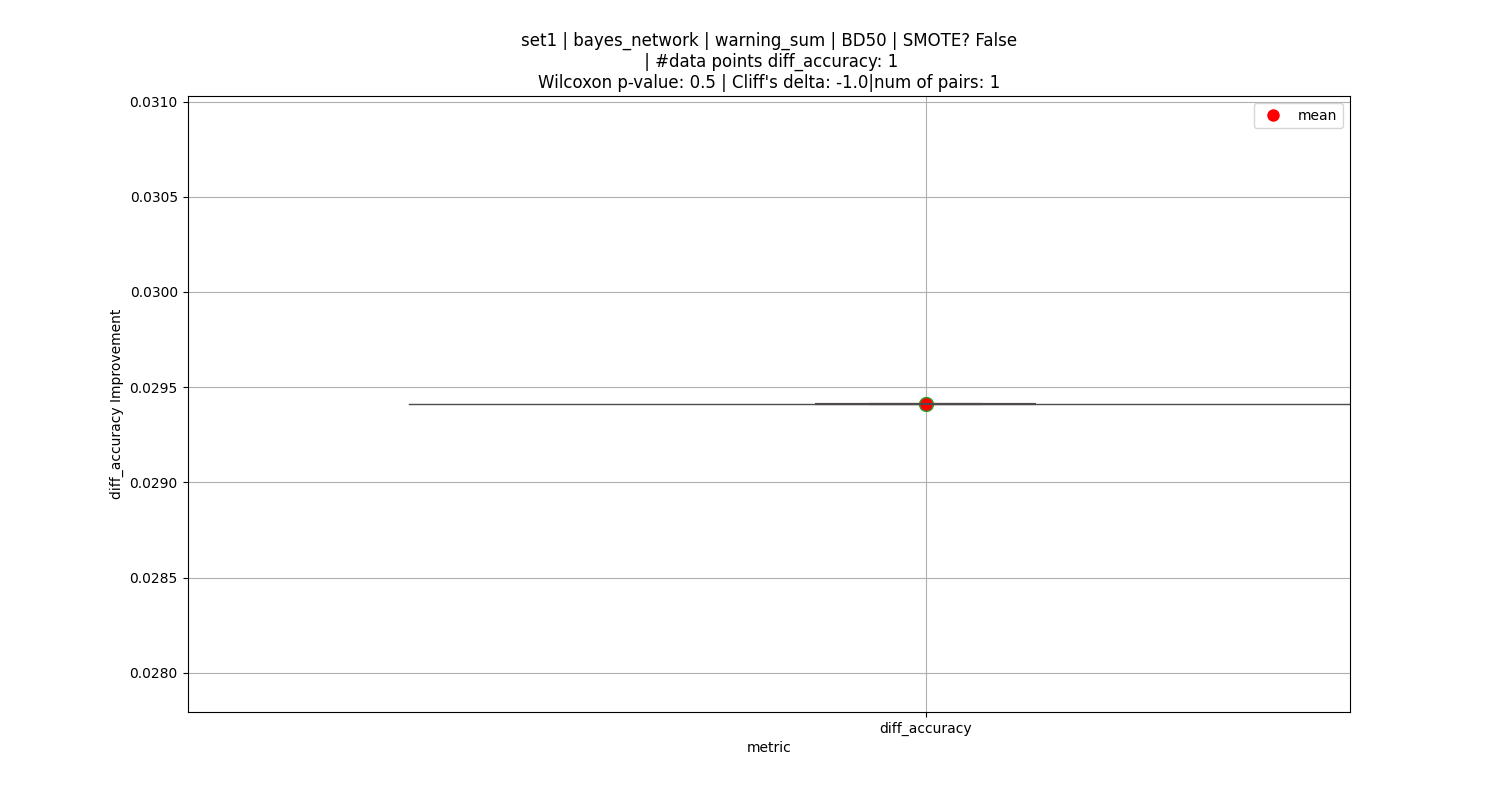 set1 | bayes_network | warning_sum | BD50 | SMOTE? False
| #data points diff_accuracy: 1
Wilcoxon p-value: 0.5 | Cliff's delta: -1.0|num of pairs: 1
mean
0.0310
0.0305
0.0300
0.0295
0.0290
0.0285
0.0280
diff_accuracy Improvement
diff_accuracy
metric